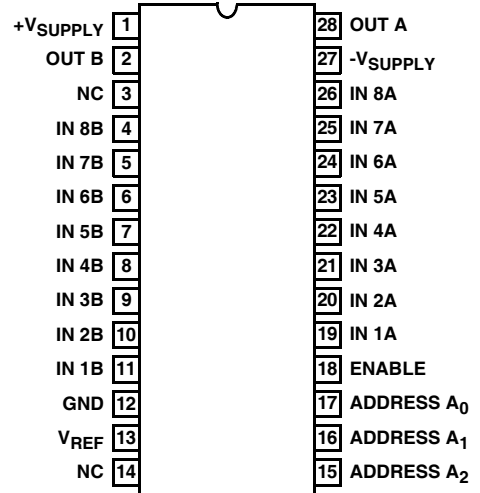 +VSUPPLY 1 28 OUT A
OUT B 2 27 -VSUPPLY
NC 3 26 IN 8A
IN 8B 4 25 IN 7A
IN 7B 5 24 IN 6A
IN 6B 6 23 IN 5A
IN 5B 7 22 IN 4A
IN 4B 8 21 IN 3A
IN 3B 9 20 IN 2A
IN 2B 10 19 IN 1A
IN 1B 11 18 ENABLE
GND 12 17 ADDRESS A0
VREF 13 16 ADDRESS A1
NC 14 15 ADDRESS A2